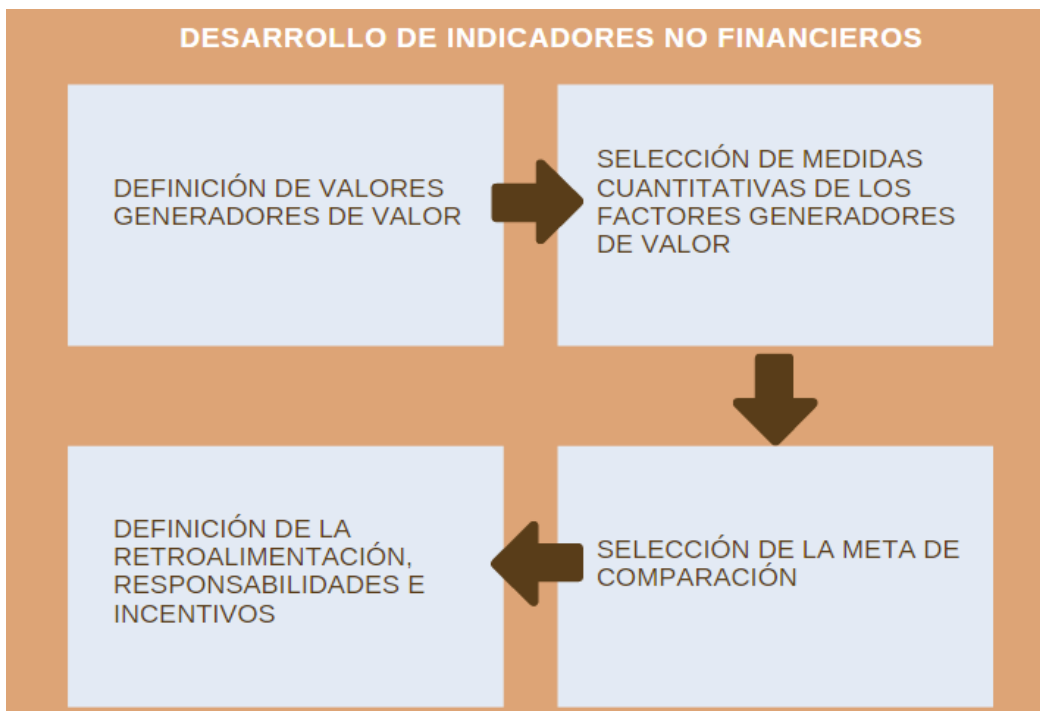 DESARROLLO DE INDICADORES NO FINANCIEROS
DEFINICIÓN DE VALORES
GENERADORES DE VALOR
SELECCIÓN DE MEDIDAS
CUANTITATIVAS DE LOS
FACTORES GENERADORES
DE VALOR
SELECCIÓN DE LA META DE
COMPARACIÓN
DEFINICIÓN DE LA
RETROALIMENTACIÓN,
RESPONSABILIDADES E
INCENTIVOS